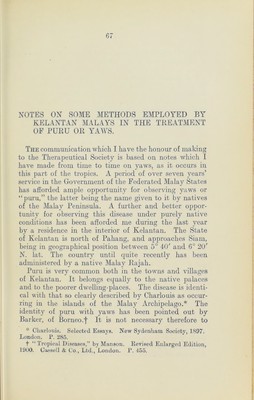 67
NOTES ON SOME METHODS EMPLOYED BY
KELANTAN MALAYS IN THE TREATMENT
OF PURU OR YAWS.
THE communication which I have the honour of making
to the Therapeutical Society is based on notes which I
have made from time to time on yaws, as it occurs in
this part of the tropics. A period of over seven years'
service in the Government of the Federated Malay States
has afforded ample opportunity for observing yaws or
"puru," the latter being the name given to it by natives
of the Malay Peninsula. A further and better oppor-
tunity for observing this disease under purely native
conditions has been afforded me during the last year
by a residence in the interior of Kelantan. The State
of Kelantan is north of Pahang, and approaches Siam,
being in geographical position between 5° 40' and 6° 20'
N. lat. The country until quite recently has been
administered by a native Malay Rajah.
Puru is very common both in the towns and villages
of Kelantan. It belongs equally to the native palaces
and to the poorer dwelling-places. The disease is identi-
cal with that so clearly described by Charlouis as occur-
ring in the islands of the Malay Archipelago.* The
identity of puru with yaws has been pointed out by
Barker, of Borneo.† It is not necessary therefore to
* Charlouis. Selected Essays. New Sydenham Society, 1897.
London. P. 285.
† "Tropical Diseases," by Manson. Revised Enlarged Edition,
1900. Cassell & Co., Ltd., London. P. 455.